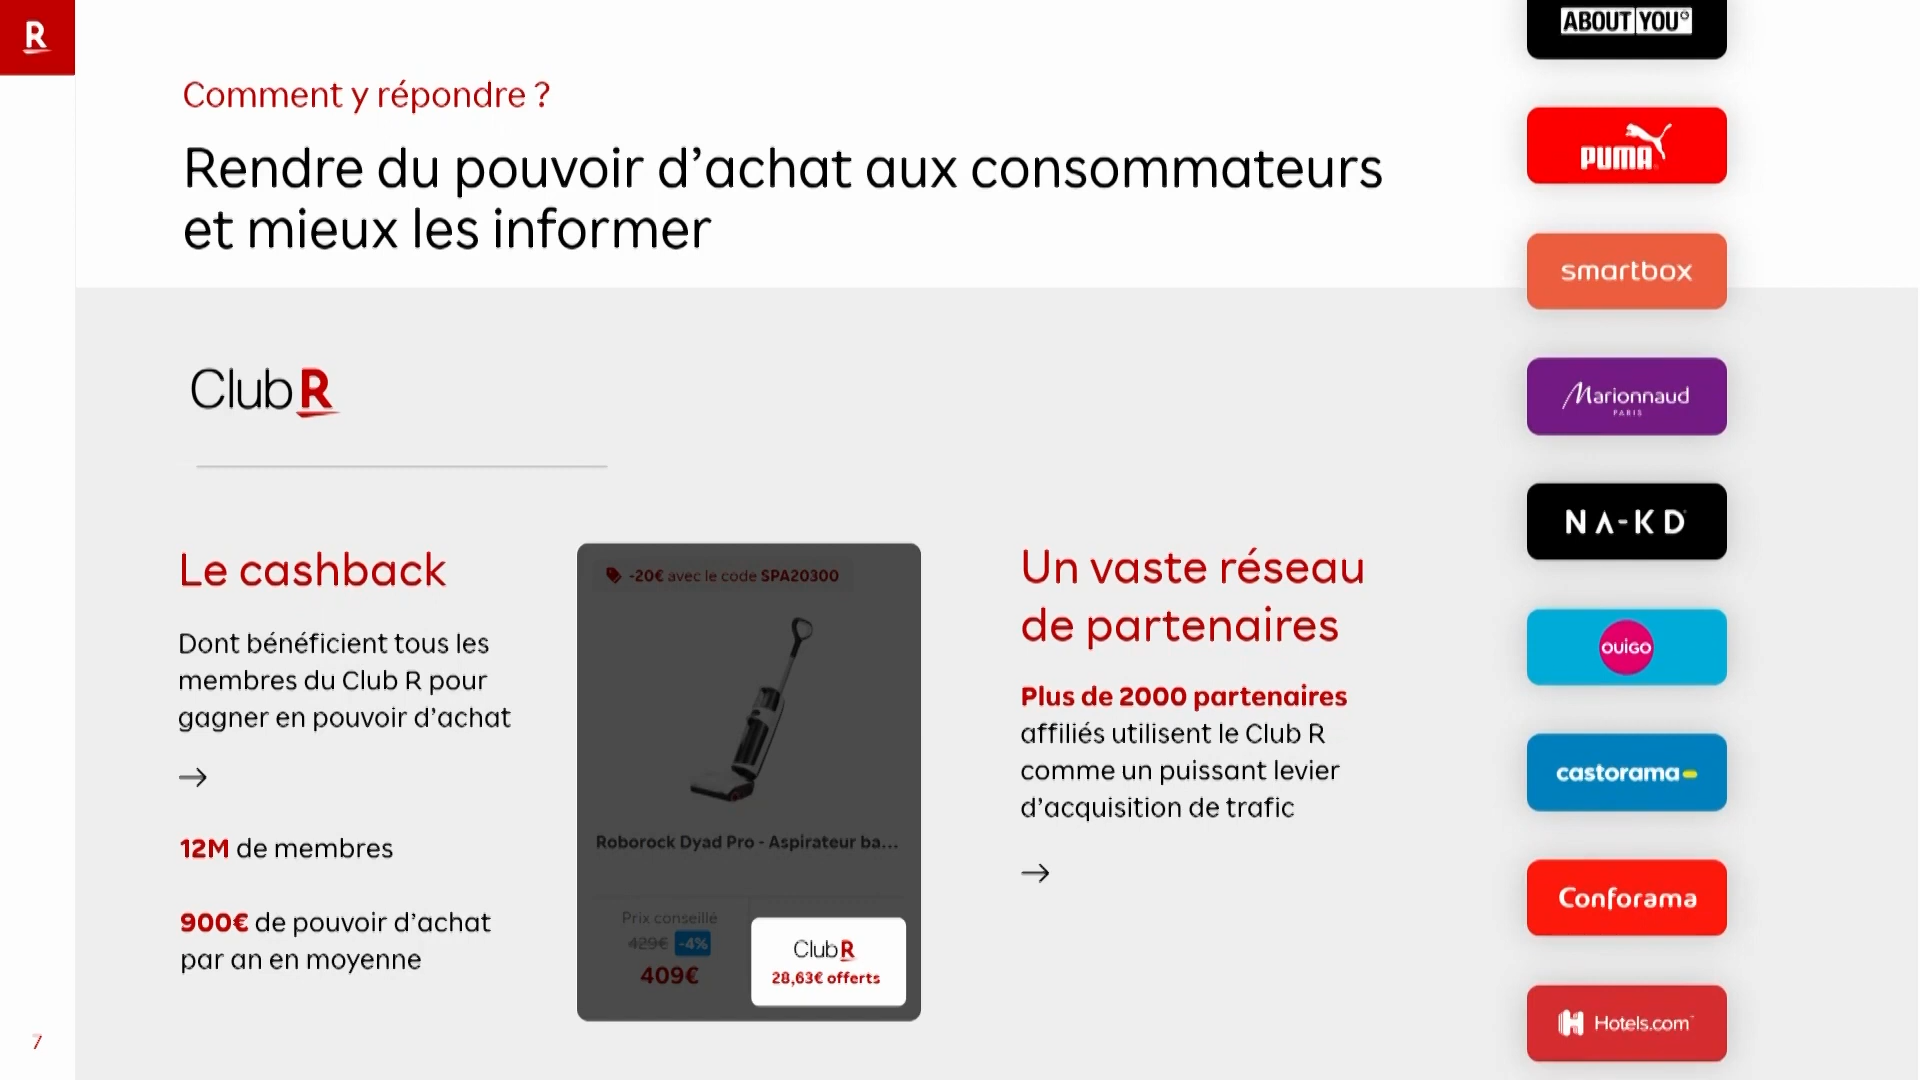 R
Comment y répondre ?
Rendre du pouvoir d’achat aux consommateurs
et mieux les informer
Club R
Le cashback
Dont bénéficient tous les
membres du Club R pour
gagner en pouvoir d’achat
→
12M de membres
900€ de pouvoir d’achat
par an en moyenne
-20€ avec le code SPA20300
Roborock Dyad Pro - Aspirateur ba...
Prix conseillé
429€ -4%
409€
Club R
28,63€ offerts
Un vaste réseau
de partenaires
Plus de 2000 partenaires
affiliés utilisent le Club R
comme un puissant levier
d’acquisition de trafic
→
ABOUT YOU
PUMA
smartbox
Marionnaud
PARIS
NA-KD
OUIGO
castorama
Conforama
Hotels.com
7